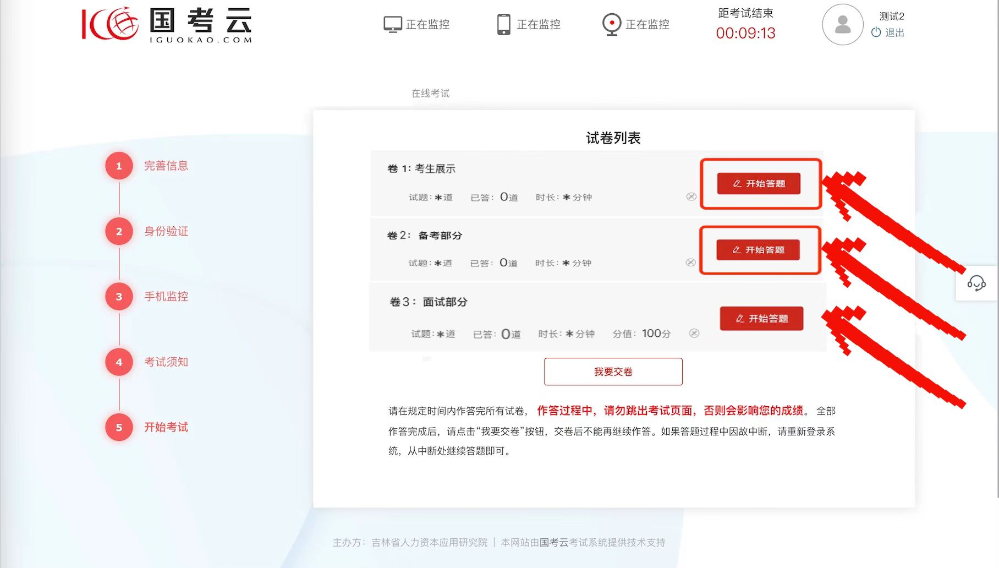 国考云
IGUOKAO.COM
正在监控
正在监控
正在监控
距考试结束
00:09:13
测试2
退出
在线考试
1 完善信息
2 身份验证
3 手机监控
4 考试须知
5 开始考试
试卷列表
卷 1: 考生展示
试题: *道 已答: 0道 时长: *分钟
开始答题
卷2: 备考部分
试题: *道 已答: 0道 时长: *分钟
开始答题
卷3: 面试部分
试题: *道 已答: 0道 时长: *分钟 分值: 100分
开始答题
我要交卷
请在规定时间内作答完所有试卷，作答过程中，请勿跳出考试页面，否则会影响您的成绩。全部
作答完成后，请点击“我要交卷”按钮，交卷后不能再继续作答。如果答题过程中因故中断，请重新登录系
统，从中断处继续答题即可。
主办方：吉林省人力资本应用研究院 | 本网站由国考云考试系统提供技术支持